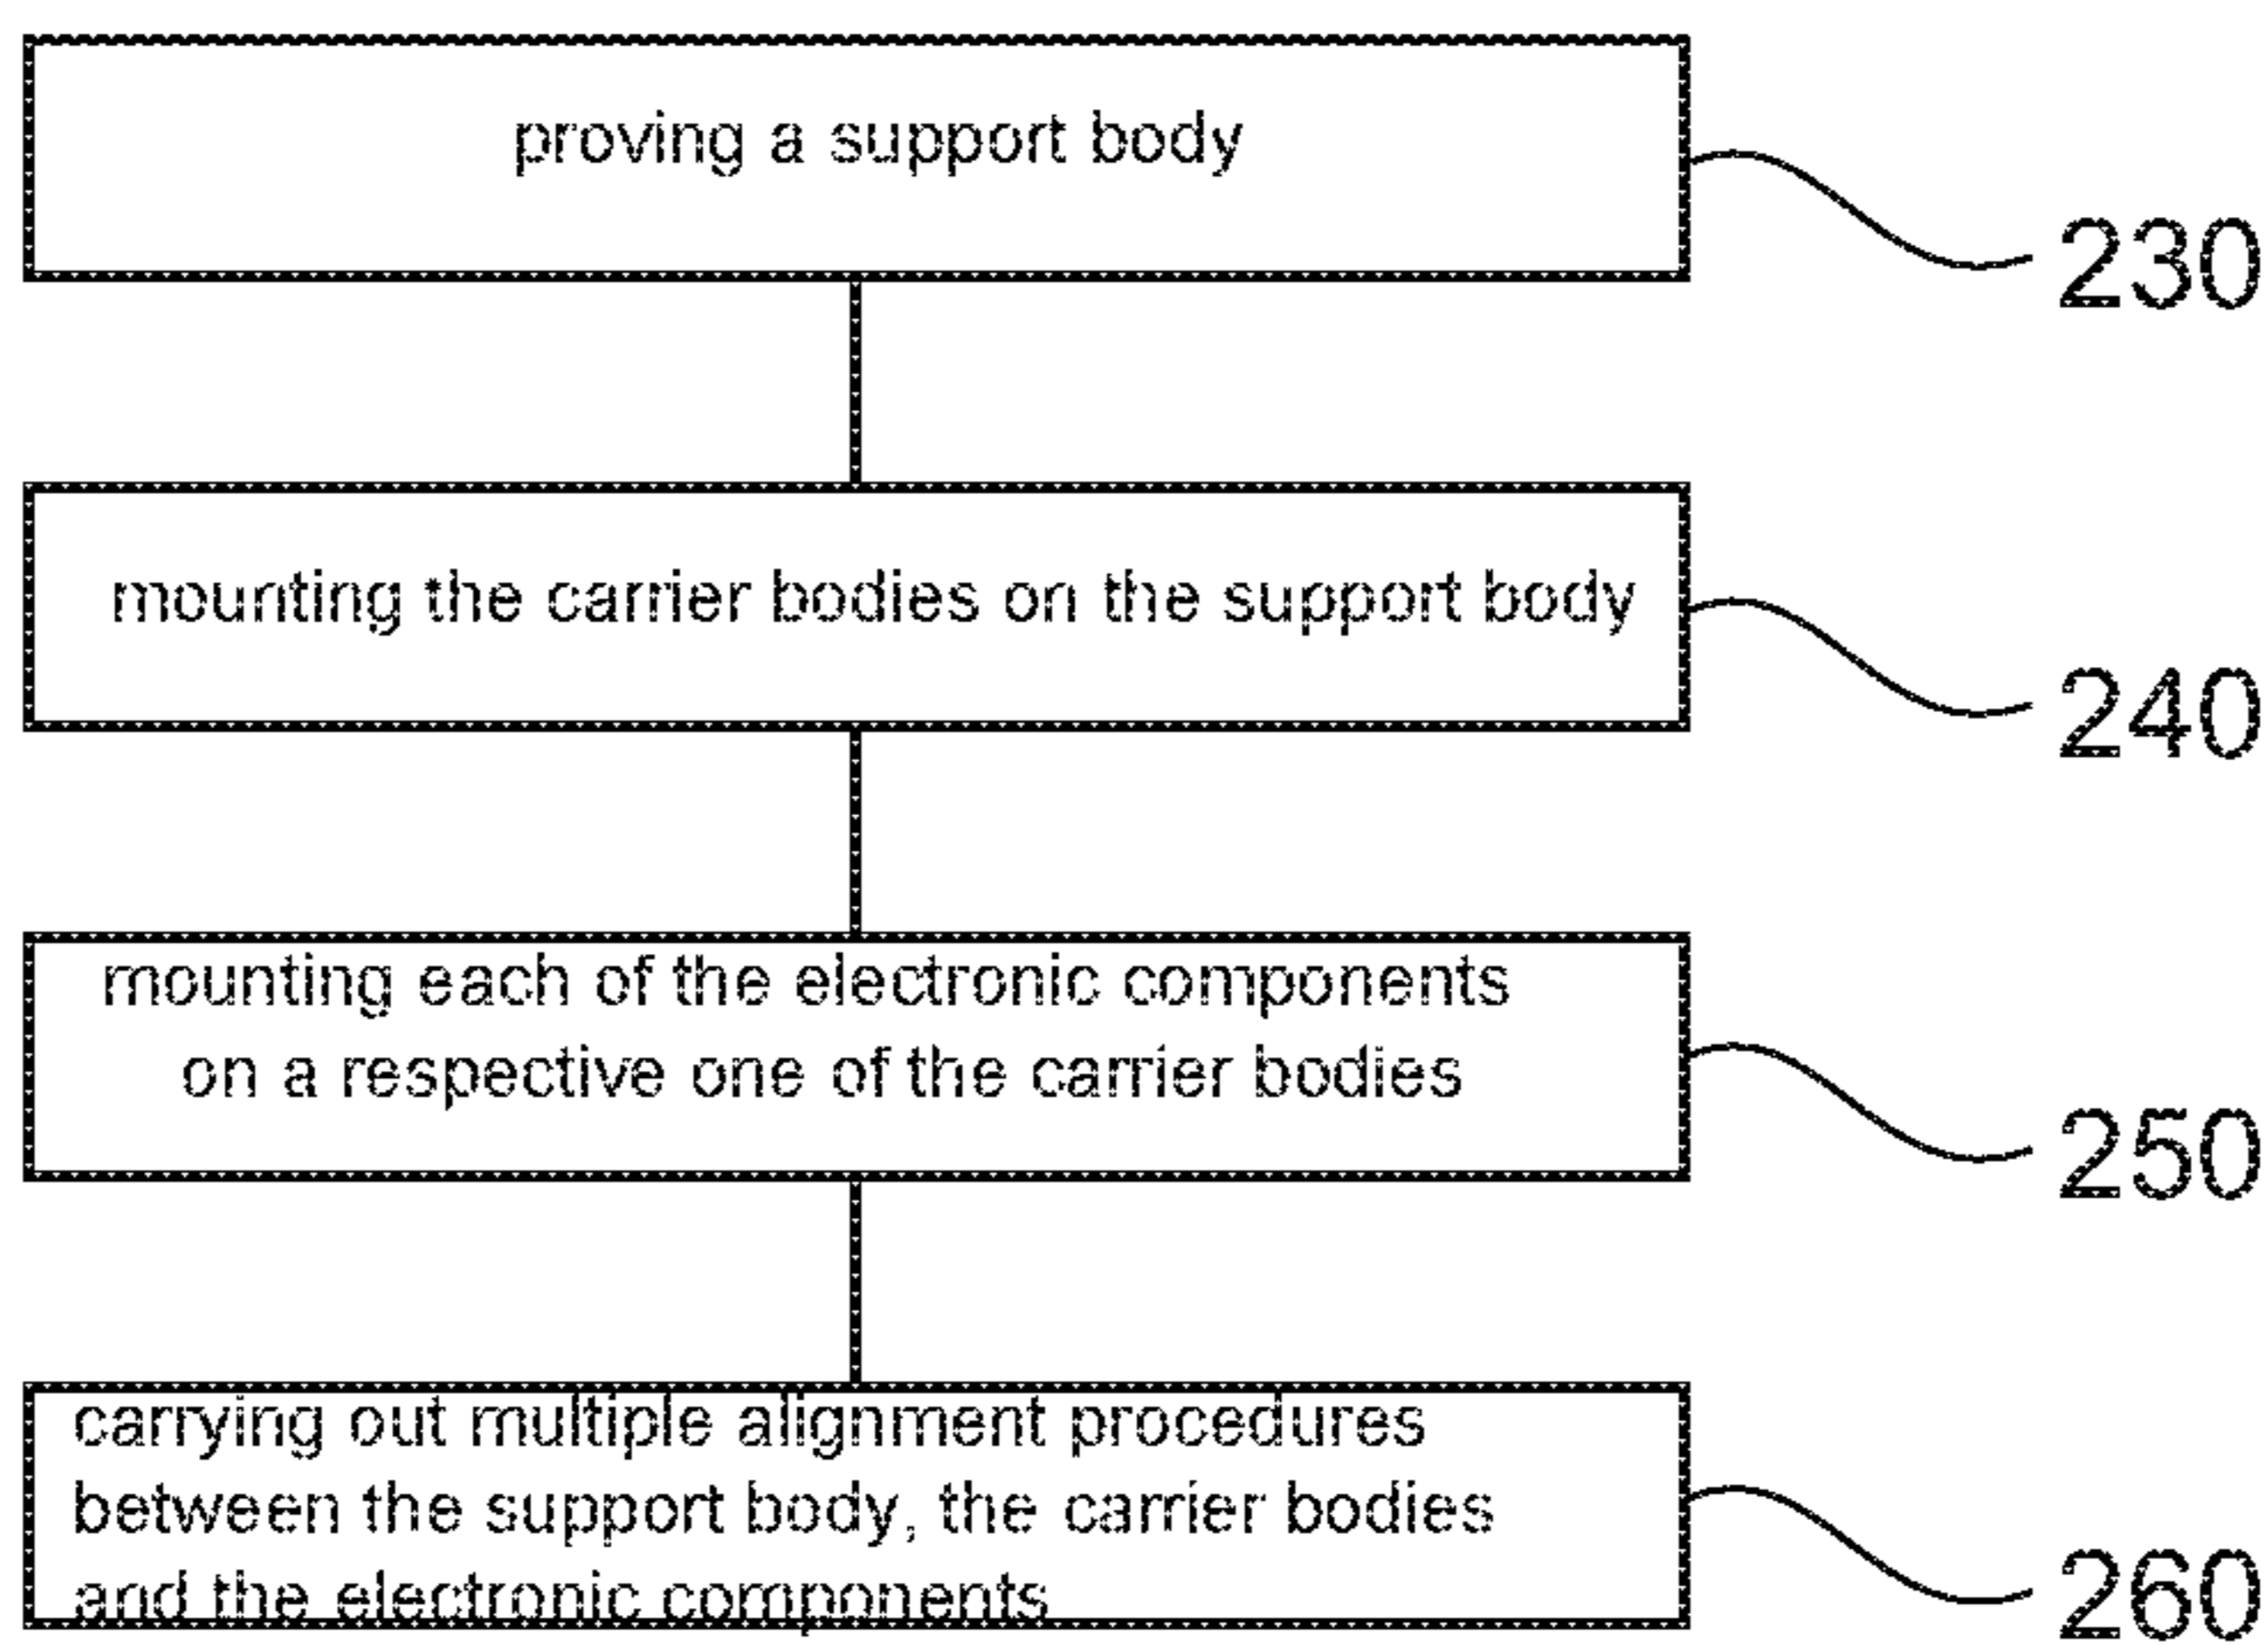 proving a support body
230
mounting the carrier bodies on the support body
240
mounting each of the electronic components
on a respective one of the carrier bodies
250
carrying out multiple alignment procedures
between the support body, the carrier bodies
and the electronic components
260